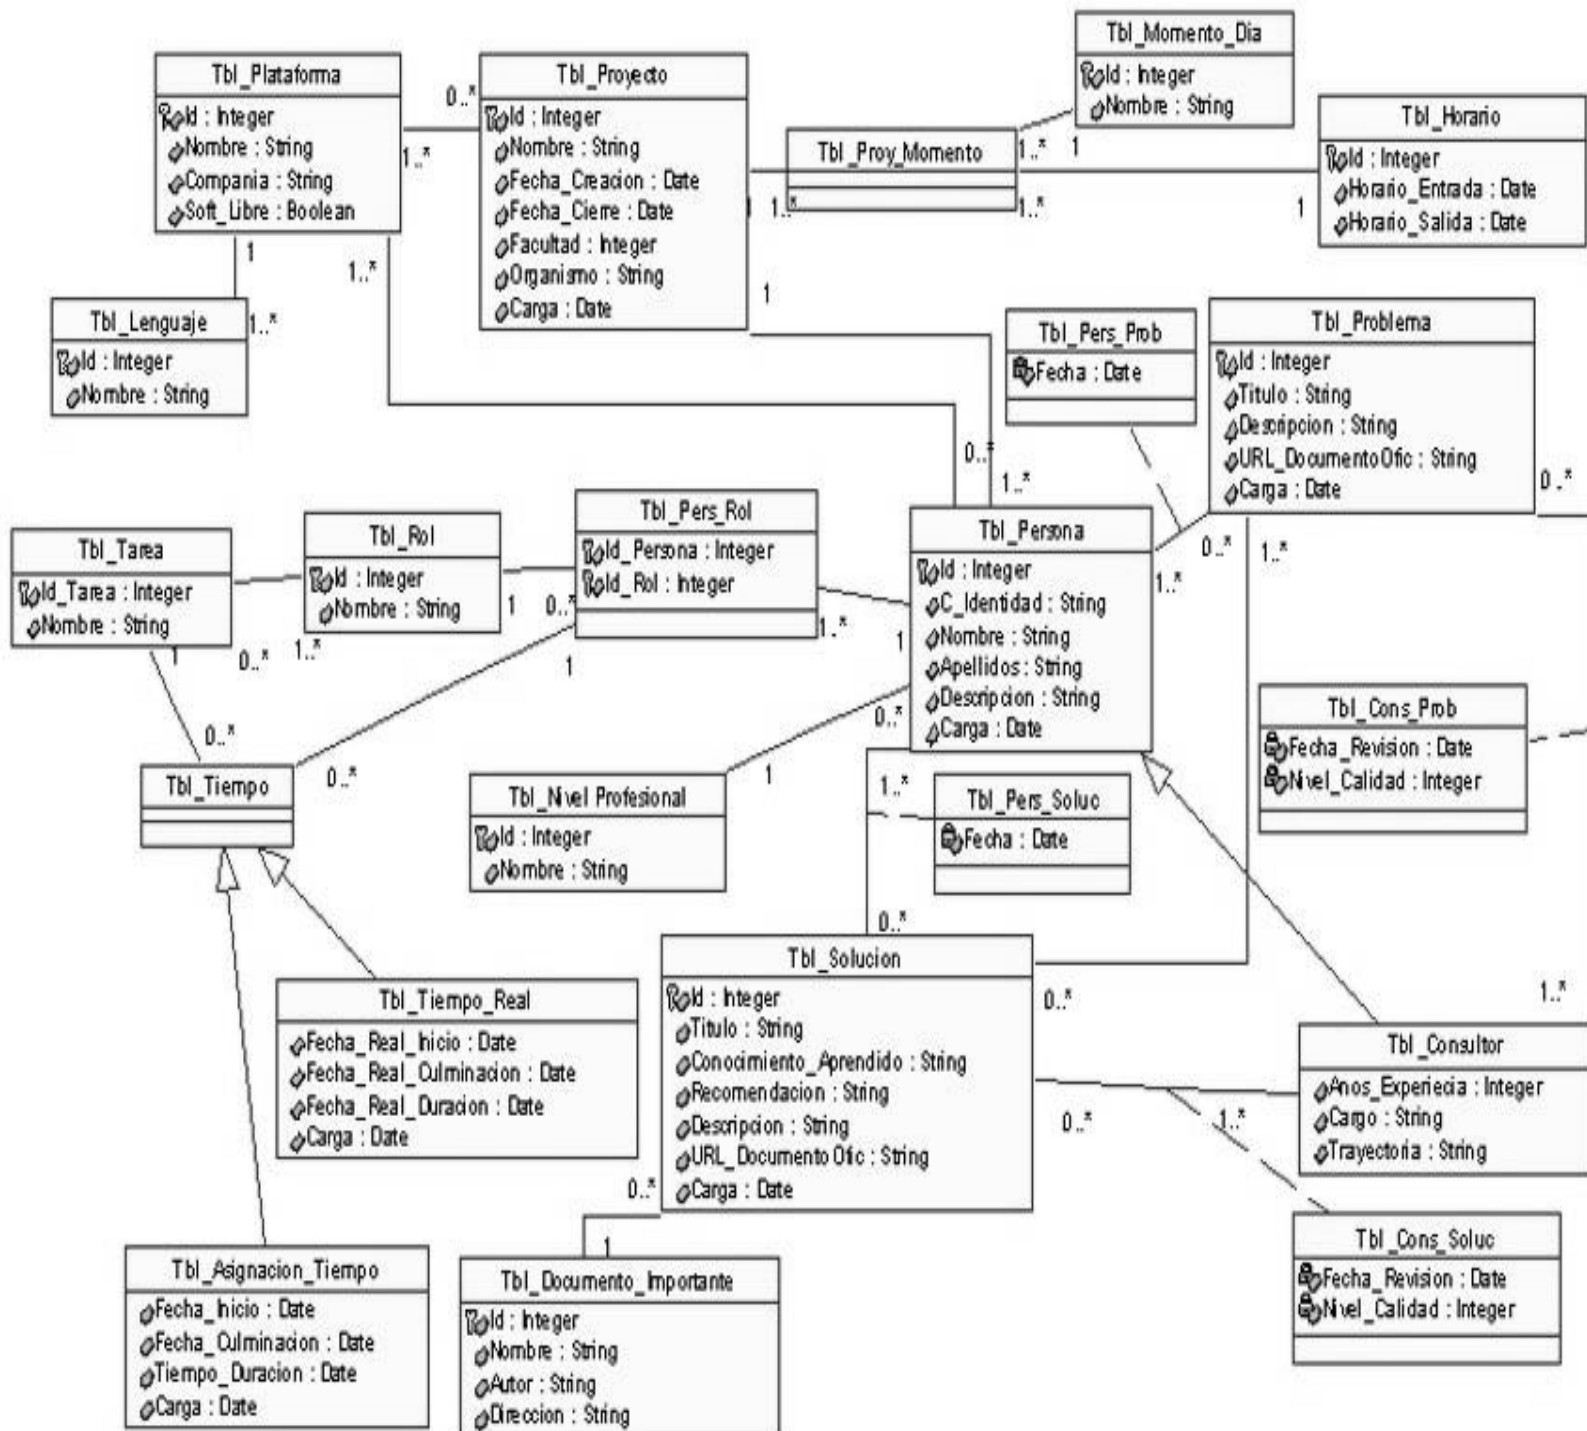 Tbl_Plataforma
Id : Integer
Nombre : String
Compania : String
Soft_Libre : Boolean
0..*
1..*
1
1..*
Tbl_Proyecto
Id : Integer
Nombre : String
Fecha_Creacion : Date
Fecha_Cierre : Date
Facultad : Integer
Organismo : String
Carga : Date
1
1..*
1
Tbl_Proy_Momento
1..*
1
1..*
1
Tbl_Momento_Dia
Id : Integer
Nombre : String
Tbl_Horario
Id : Integer
Horario_Entrada : Date
Horario_Salida : Date
Tbl_Lenguaje
Id : Integer
Nombre : String
1..*
Tbl_Pers_Prob
Fecha : Date
Tbl_Problema
Id : Integer
Titulo : String
Descripcion : String
URL_DocumentoOfic : String
Carga : Date
0..*
0..*
1..*
0..*
1..*
1..*
Tbl_Tarea
Id_Tarea : Integer
Nombre : String
1
0..*
1..*
Tbl_Rol
Id : Integer
Nombre : String
1
0..*
Tbl_Pers_Rol
Id_Persona : Integer
Id_Rol : Integer
1
1..*
1
Tbl_Persona
Id : Integer
C_Identidad : String
Nombre : String
Apellidos : String
Descripcion : String
Carga : Date
0..*
1
1..*
Tbl_Cons_Prob
Fecha_Revision : Date
Nivel_Calidad : Integer
0..*
0..*
Tbl_Tiempo
Tbl_Nivel Profesional
Id : Integer
Nombre : String
Tbl_Pers_Soluc
Fecha : Date
0..*
Tbl_Tiempo_Real
Fecha_Real_Inicio : Date
Fecha_Real_Culminacion : Date
Fecha_Real_Duracion : Date
Carga : Date
Tbl_Solucion
Id : Integer
Titulo : String
Conocimiento_Aprendido : String
Recomendacion : String
Descripcion : String
URL_DocumentoOfic : String
Carga : Date
0..*
0..*
1..*
1..*
0..*
1
Tbl_Consultor
Anos_Experiecia : Integer
Cargo : String
Trayectoria : String
Tbl_Cons_Soluc
Fecha_Revision : Date
Nivel_Calidad : Integer
Tbl_Asignacion_Tiempo
Fecha_Inicio : Date
Fecha_Culminacion : Date
Tiempo_Duracion : Date
Carga : Date
Tbl_Documento_Importante
Id : Integer
Nombre : String
Autor : String
Direccion : String